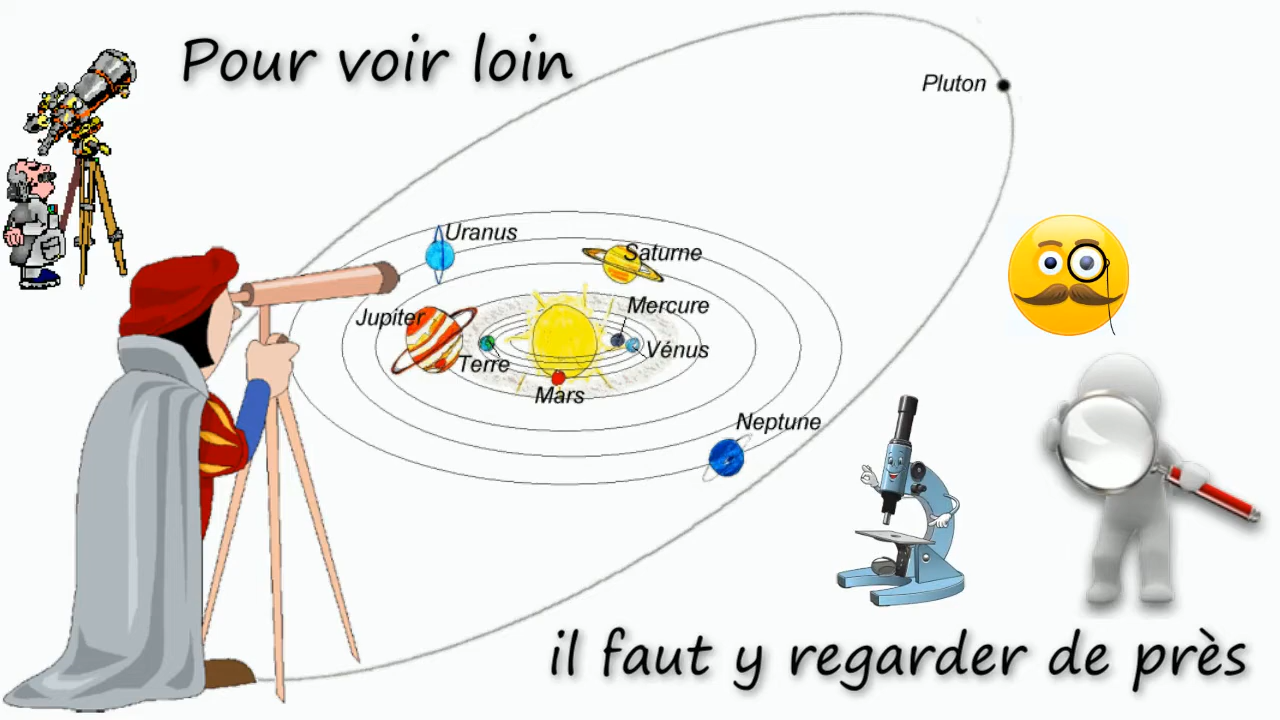 Pour voir loin
Pluton
Uranus
Saturne
Mercure
Jupiter
Vénus
Terre
Mars
Neptune
il faut y regarder de près